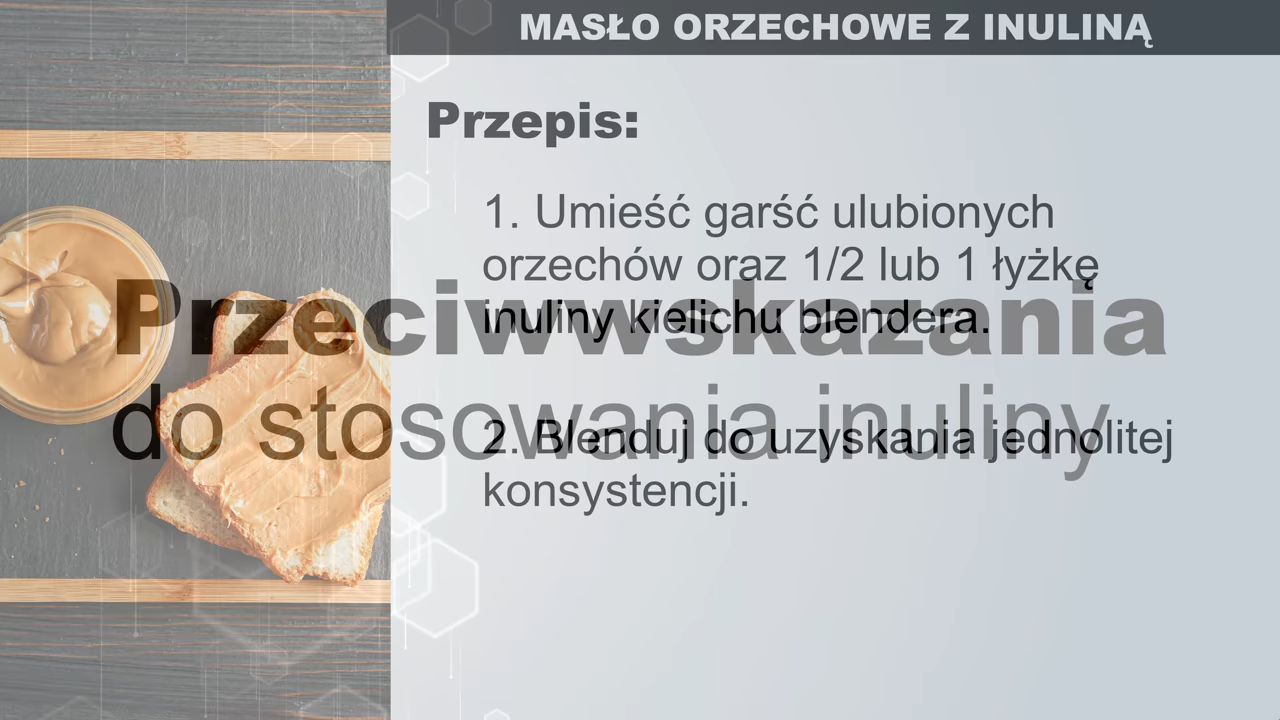 MASŁO ORZECHOWE Z INULINĄ
Przepis:
1. Umieść garść ulubionych
orzechów oraz 1/2 lub 1 łyżkę
inuliny kielichu blendera.
2. Blenduj do uzyskania jednolitej
konsystencji.
Przeciwwskazania
do stosowania inuliny